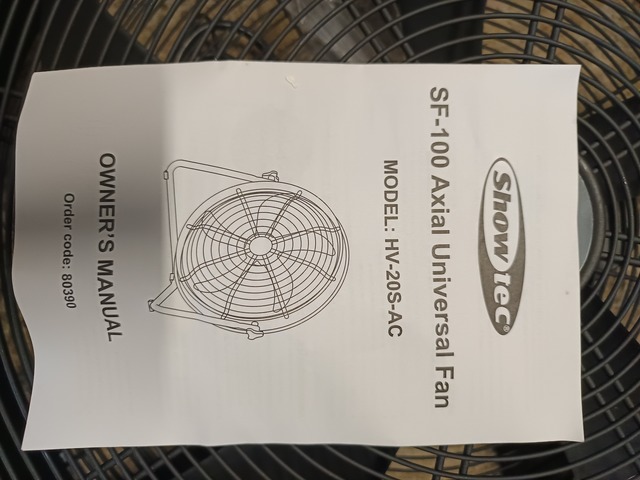 Showtec®
SF-100 Axial Universal Fan
MODEL: HV-20S-AC
OWNER'S MANUAL
Order code: 80390